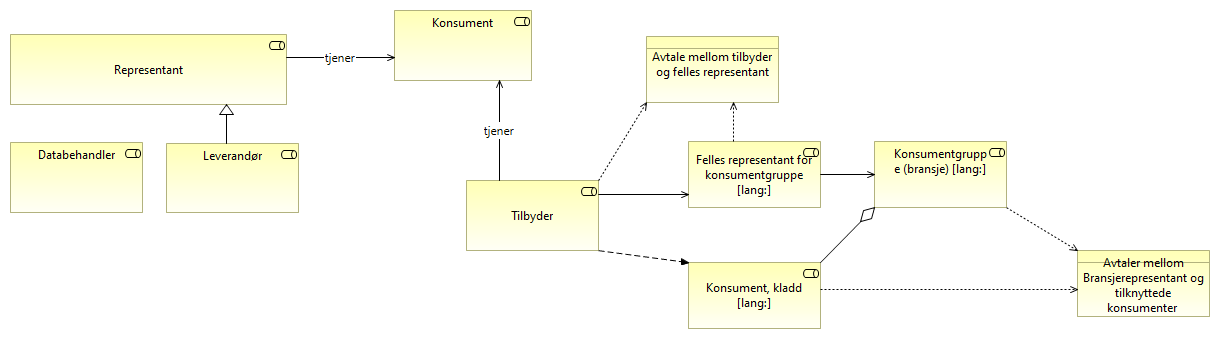 Konsument
Representant
tjener
Avtale mellom tilbyder
og felles representant
tjener
Databehandler
Leverandør
Felles representant for
konsumentgruppe
[lang:]
Konsumentgrupp
e (bransje) [lang:]
Tilbyder
Konsument, kladd
[lang:]
Avtaler mellom
Bransjerepresentant og
tilknyttede
konsumenter